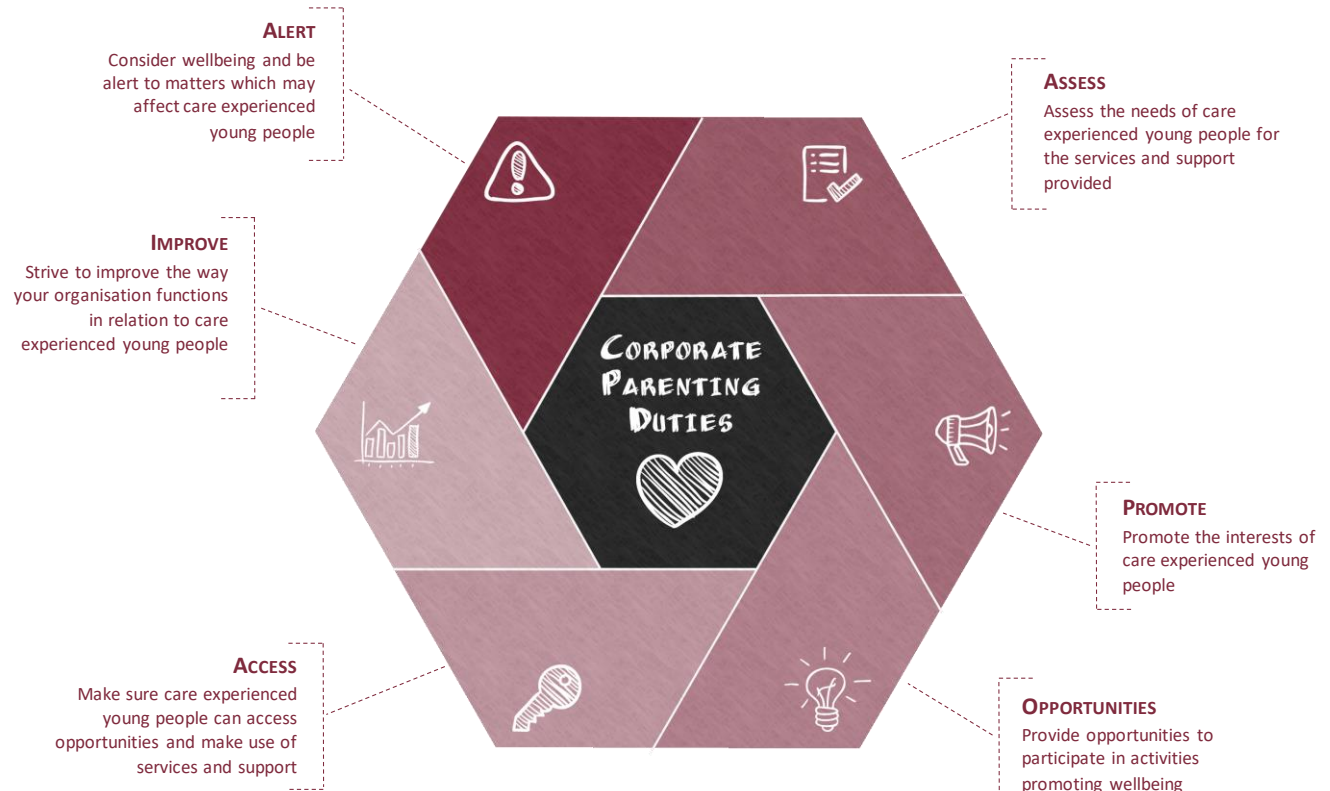 ALERT
Consider wellbeing and be
alert to matters which may
affect care experienced
young people
ASSESS
Assess the needs of care
experienced young people for
the services and support
provided
IMPROVE
Strive to improve the way
your organisation functions
in relation to care
experienced young people
CORPORATE
PARENTING
DUTIES
PROMOTE
Promote the interests of
care experienced young
people
ACCESS
Make sure care experienced
young people can access
opportunities and make use of
services and support
OPPORTUNITIES
Provide opportunities to
participate in activities
promoting wellbeing